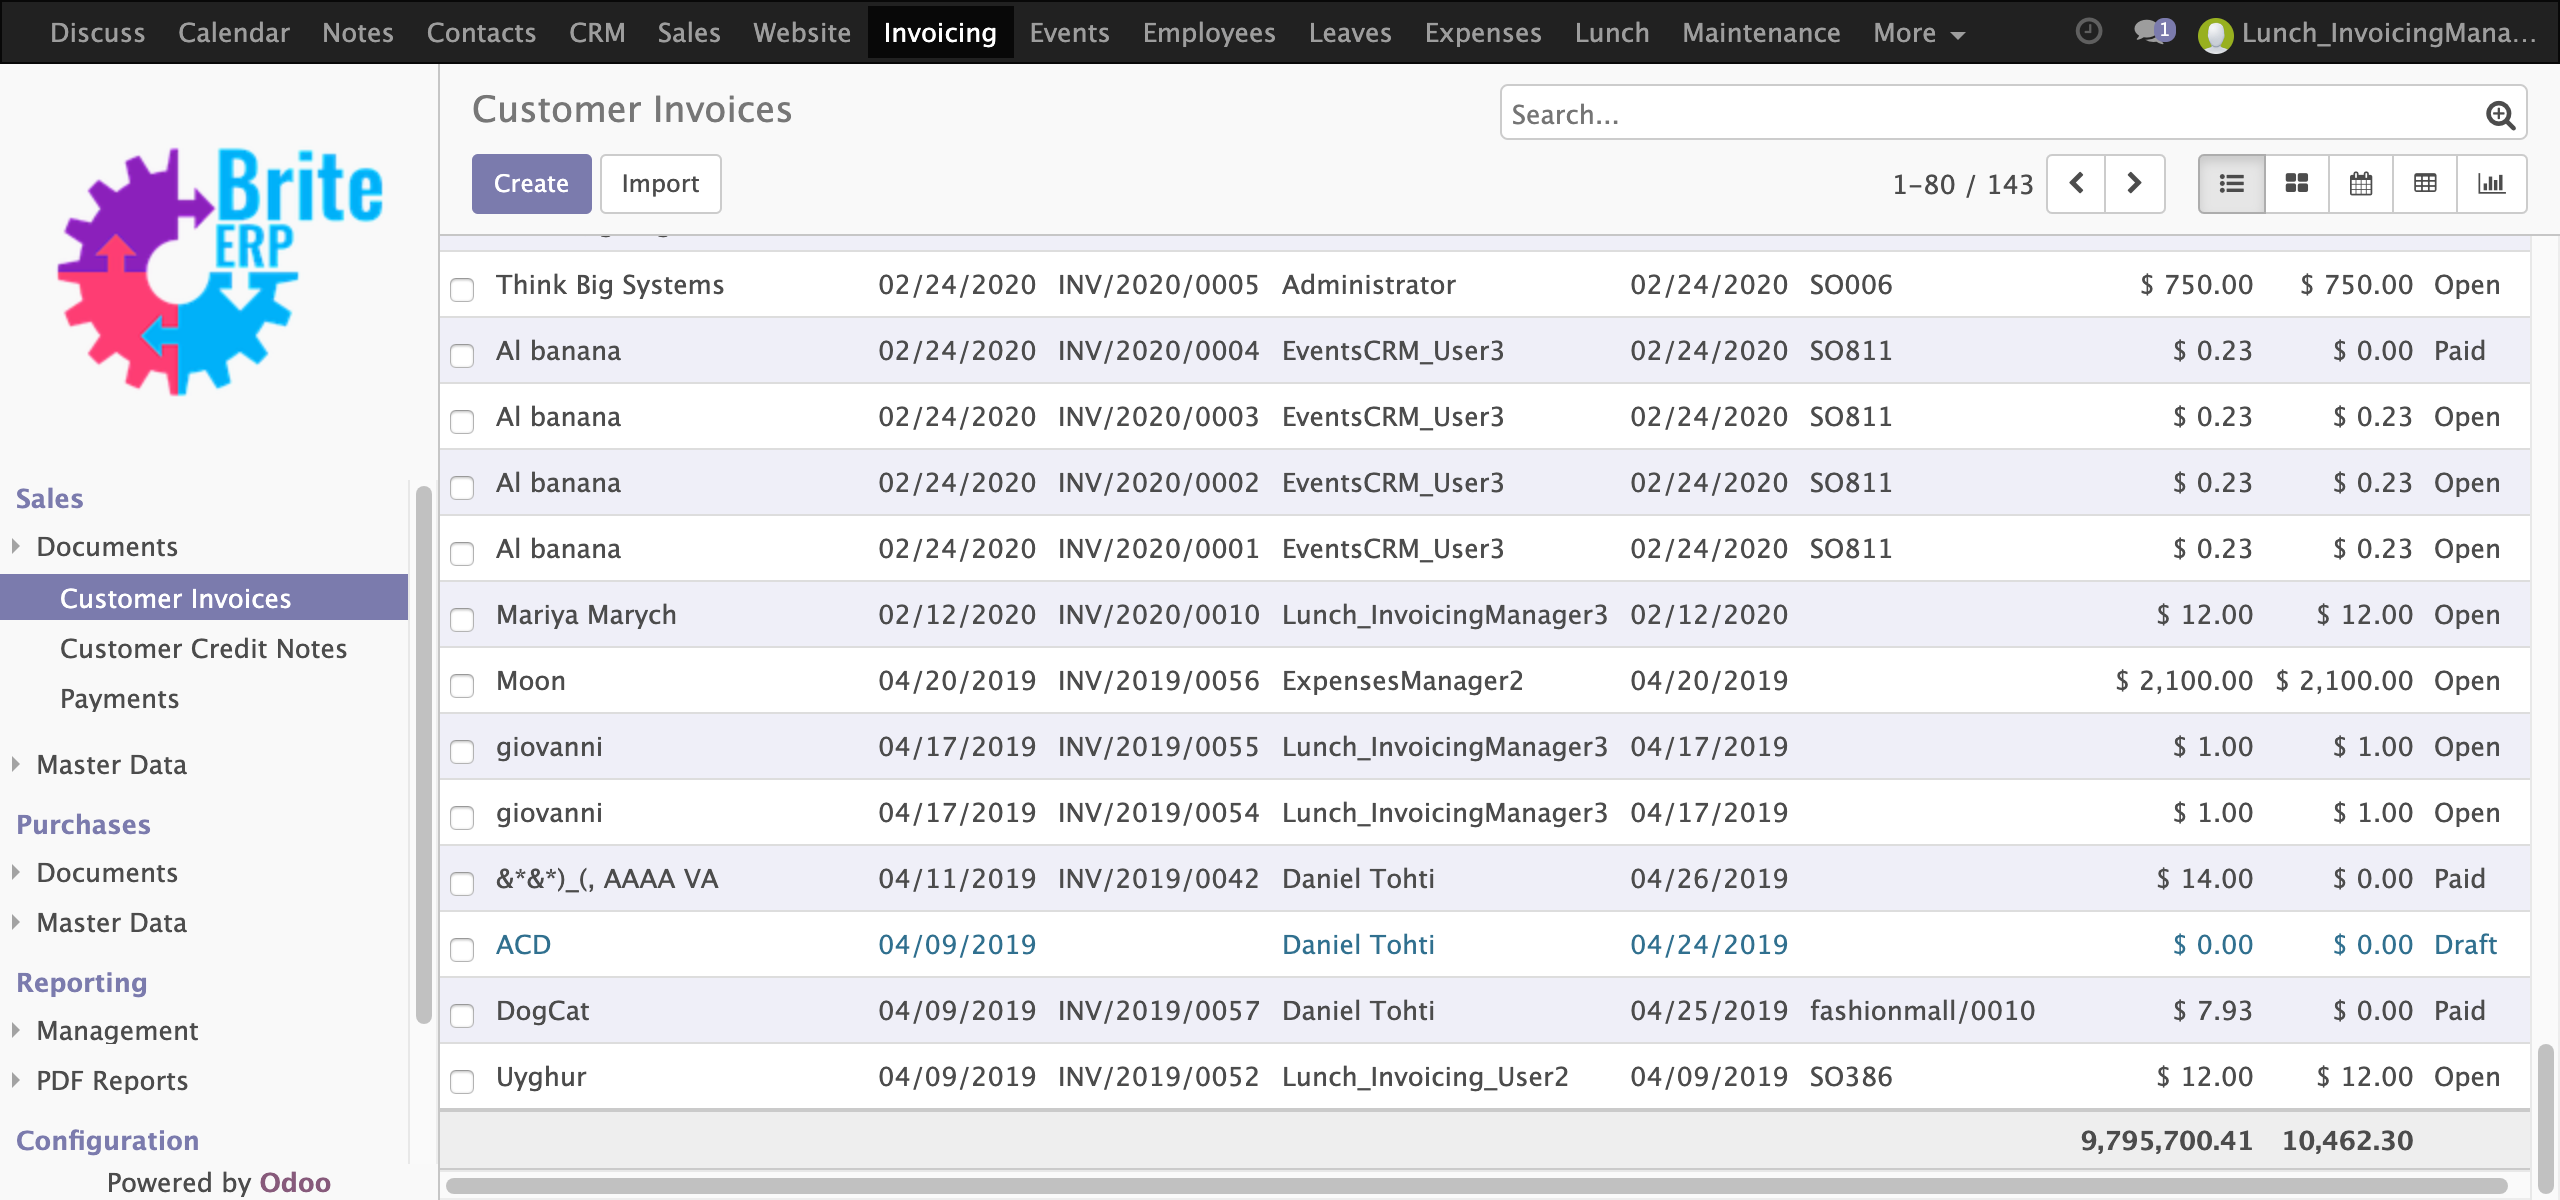 Discuss Calendar Notes Contacts CRM Sales Website Invoicing Events Employees Leaves Expenses Lunch Maintenance More 1 Lunch_InvoicingMana...
Brite
ERP
Sales
Documents
Customer Invoices
Customer Credit Notes
Payments
Master Data
Purchases
Documents
Master Data
Reporting
Management
PDF Reports
Configuration
Powered by Odoo
Customer Invoices
Search...
Create Import 1-80 / 143
Think Big Systems 02/24/2020 INV/2020/0005 Administrator 02/24/2020 SO006 $ 750.00 $ 750.00 Open
Al banana 02/24/2020 INV/2020/0004 EventsCRM_User3 02/24/2020 SO811 $ 0.23 $ 0.00 Paid
Al banana 02/24/2020 INV/2020/0003 EventsCRM_User3 02/24/2020 SO811 $ 0.23 $ 0.23 Open
Al banana 02/24/2020 INV/2020/0002 EventsCRM_User3 02/24/2020 SO811 $ 0.23 $ 0.23 Open
Al banana 02/24/2020 INV/2020/0001 EventsCRM_User3 02/24/2020 SO811 $ 0.23 $ 0.23 Open
Mariya Marych 02/12/2020 INV/2020/0010 Lunch_InvoicingManager3 02/12/2020 $ 12.00 $ 12.00 Open
Moon 04/20/2019 INV/2019/0056 ExpensesManager2 04/20/2019 $ 2,100.00 $ 2,100.00 Open
giovanni 04/17/2019 INV/2019/0055 Lunch_InvoicingManager3 04/17/2019 $ 1.00 $ 1.00 Open
giovanni 04/17/2019 INV/2019/0054 Lunch_InvoicingManager3 04/17/2019 $ 1.00 $ 1.00 Open
&*&*)_(, AAAA VA 04/11/2019 INV/2019/0042 Daniel Tohti 04/26/2019 $ 14.00 $ 0.00 Paid
ACD 04/09/2019 Daniel Tohti 04/24/2019 $ 0.00 $ 0.00 Draft
DogCat 04/09/2019 INV/2019/0057 Daniel Tohti 04/25/2019 fashionmall/0010 $ 7.93 $ 0.00 Paid
Uyghur 04/09/2019 INV/2019/0052 Lunch_Invoicing_User2 04/09/2019 SO386 $ 12.00 $ 12.00 Open
9,795,700.41 10,462.30